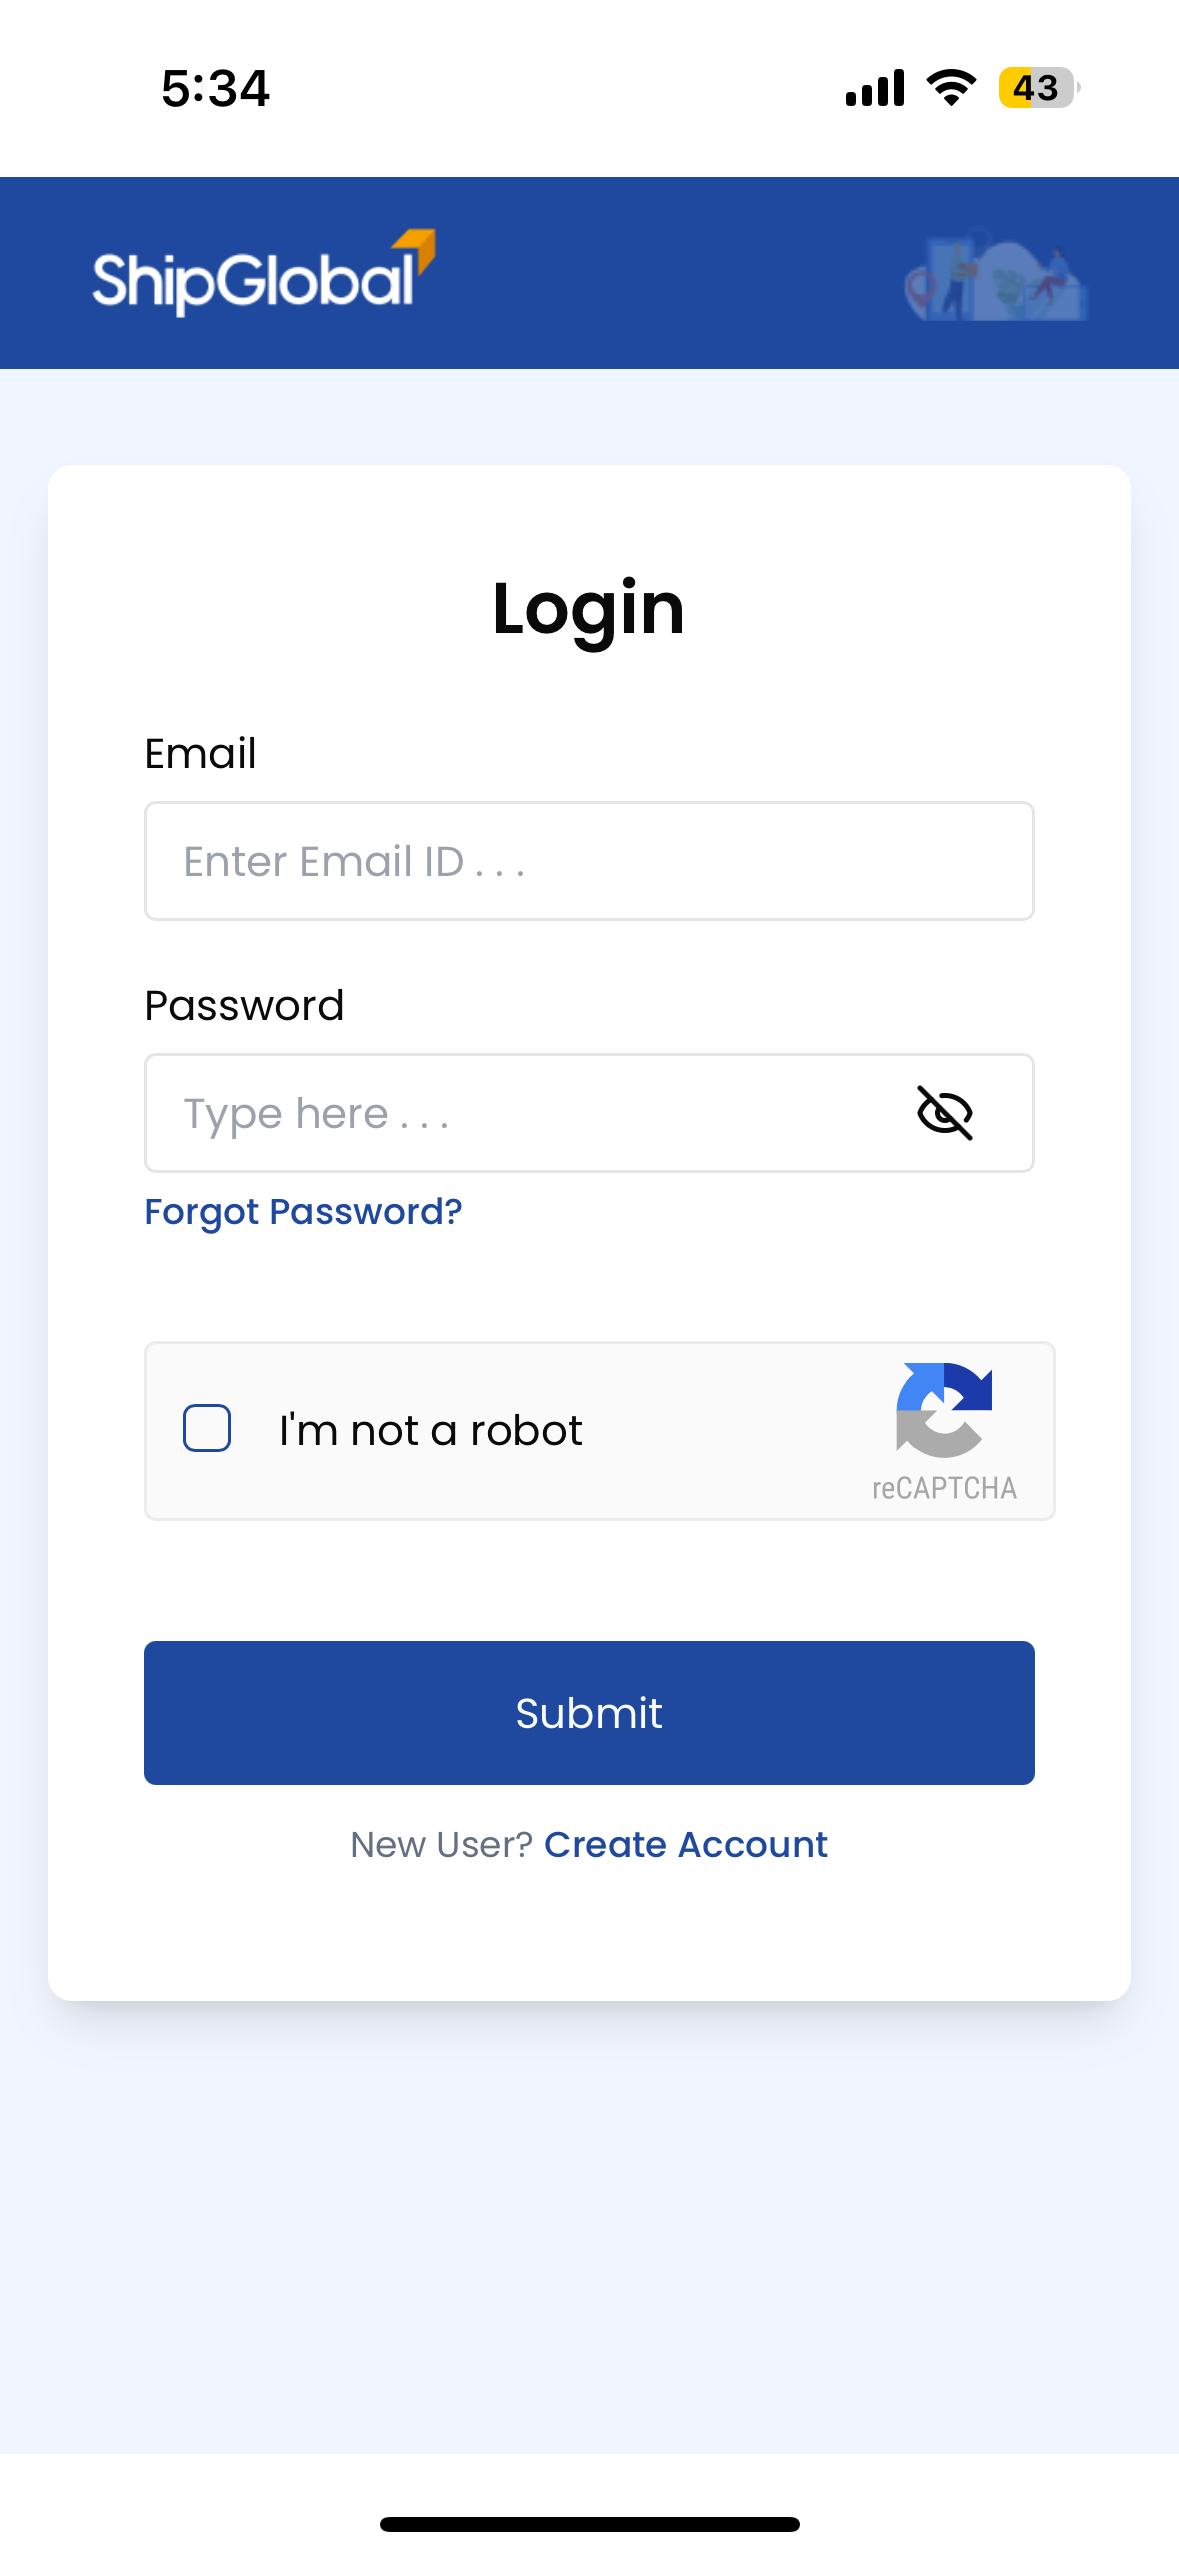 5:34
43
ShipGlobal
Login
Email
Enter Email ID . . .
Password
Type here . . .
Forgot Password?
I'm not a robot
reCAPTCHA
Submit
New User? Create Account